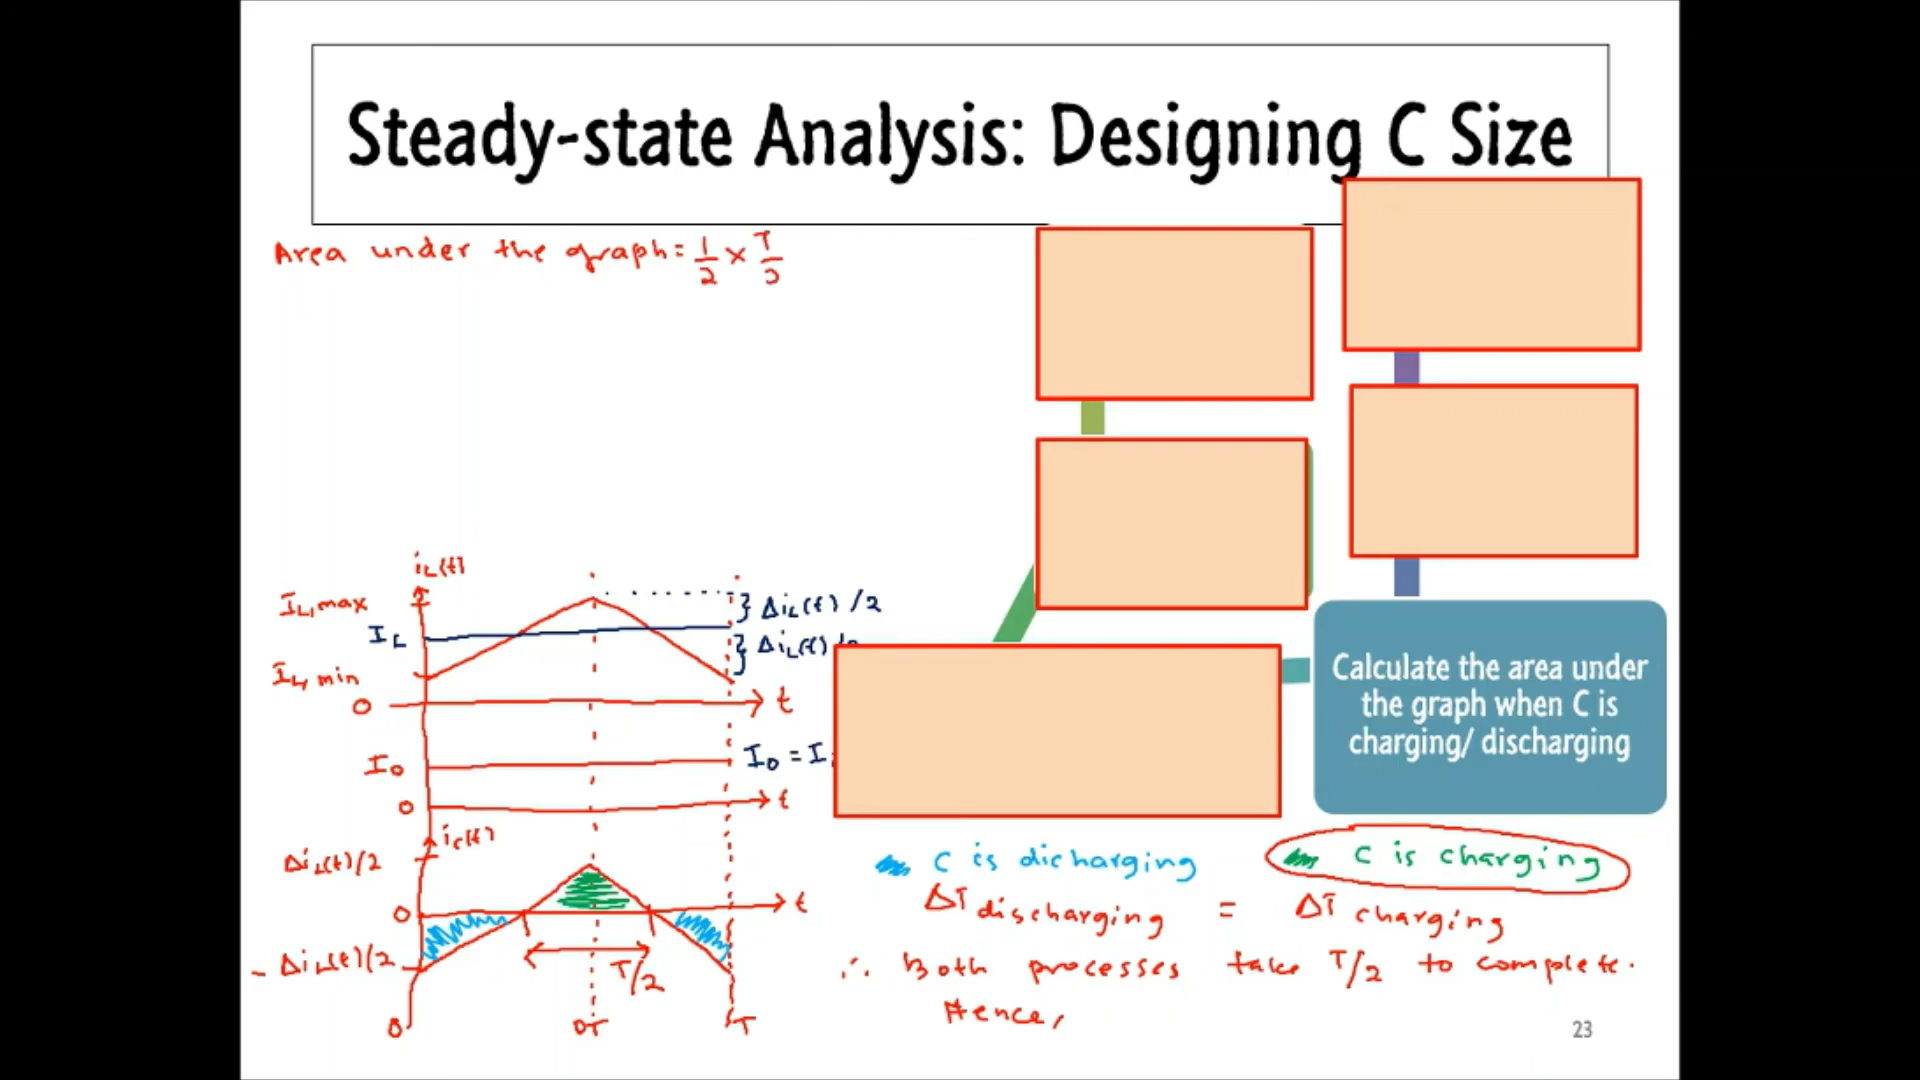 Steady-state Analysis: Designing C Size
Area under the graph = 1/2 × T/2
iL(t)
IL,max
} ΔiL(t)/2
IL
} ΔiL(t)
IL,min
0
t
Io
Io = I
0
t
ic(t)
ΔiL(t)/2
0
t
- ΔiL(t)/2
T/2
0
DT
T
Calculate the area under
the graph when C is
charging/ discharging
C is dicharging
C is charging
ΔT discharging = ΔT charging
∴ Both processes take T/2 to complete.
Hence,
23